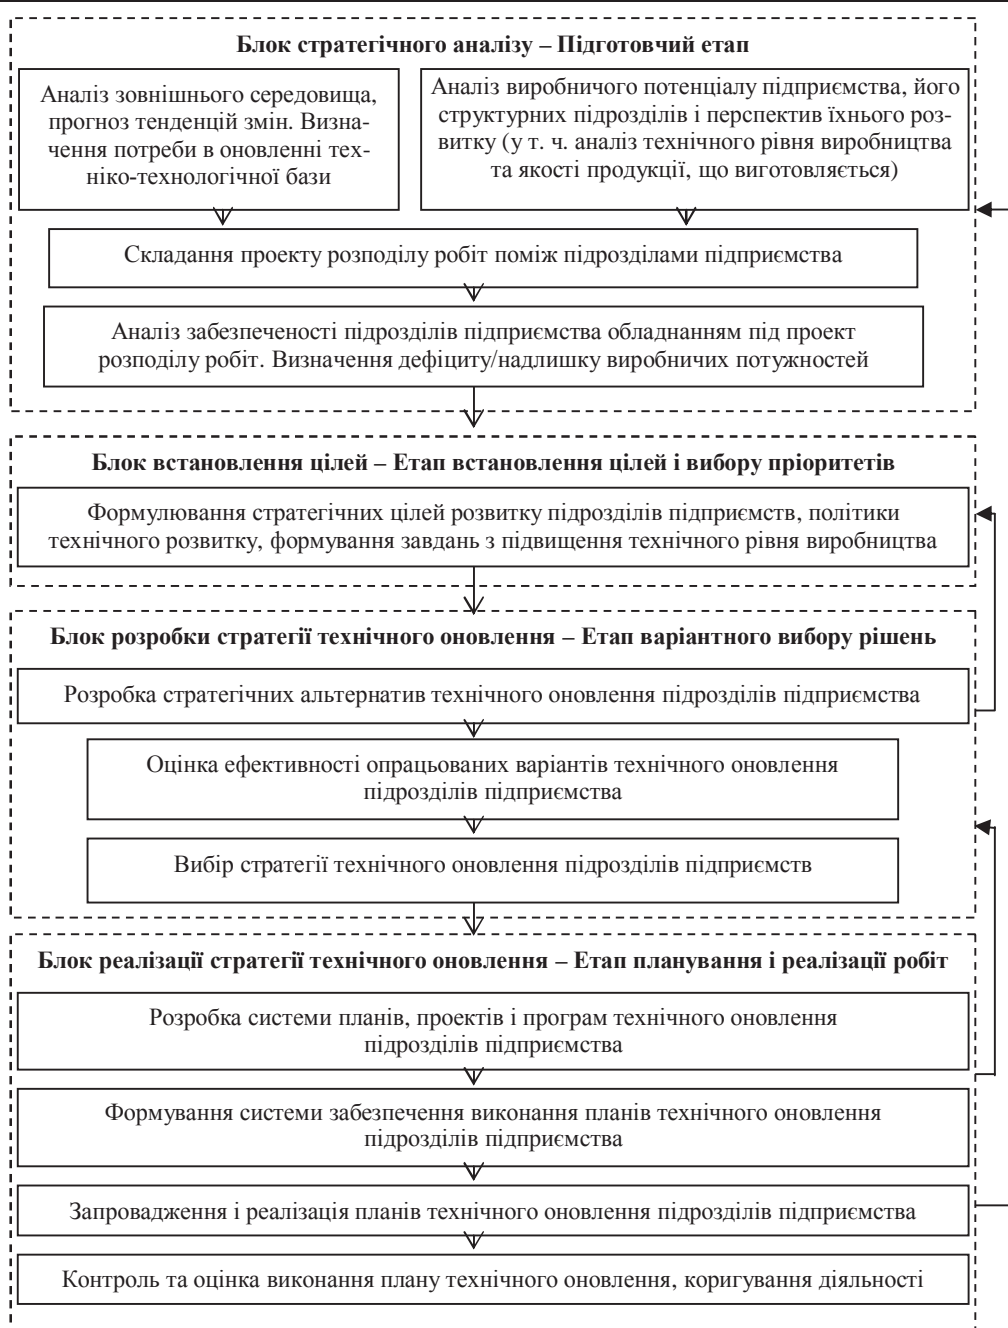 Блок стратегічного аналізу – Підготовчий етап
Аналіз зовнішнього середовища,
прогноз тенденцій змін. Визна-
чення потреби в оновленні тех-
ніко-технологічної бази
Аналіз виробничого потенціалу підприємства, його
структурних підрозділів і перспектив їхнього роз-
витку (у т. ч. аналіз технічного рівня виробництва
та якості продукції, що виготовляється)
Складання проекту розподілу робіт поміж підрозділами підприємства
Аналіз забезпеченості підрозділів підприємства обладнанням під проект
розподілу робіт. Визначення дефіциту/надлишку виробничих потужностей
Блок встановлення цілей – Етап встановлення цілей і вибору пріоритетів
Формулювання стратегічних цілей розвитку підрозділів підприємств, політики
технічного розвитку, формування завдань з підвищення технічного рівня виробництва
Блок розробки стратегії технічного оновлення – Етап варіантного вибору рішень
Розробка стратегічних альтернатив технічного оновлення підрозділів підприємства
Оцінка ефективності опрацьованих варіантів технічного оновлення
підрозділів підприємства
Вибір стратегії технічного оновлення підрозділів підприємств
Блок реалізації стратегії технічного оновлення – Етап планування і реалізації робіт
Розробка системи планів, проектів і програм технічного оновлення
підрозділів підприємства
Формування системи забезпечення виконання планів технічного оновлення
підрозділів підприємства
Запровадження і реалізація планів технічного оновлення підрозділів підприємства
Контроль та оцінка виконання плану технічного оновлення, коригування діяльності